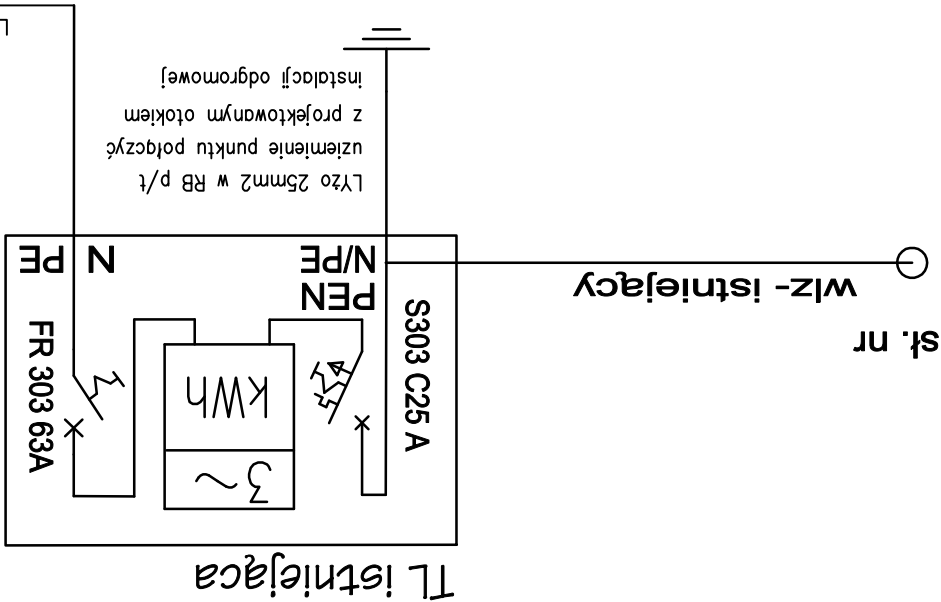 TL istniejąca
sł. nr
wlz- istniejący
S303 C25 A
3~
kWh
FR 303 63A
PEN
N/PE
N PE
LYżo 25mm2 w RB p/t
uziemienie punktu połączyć
z projektowanym otokiem
instalacji odgromowej